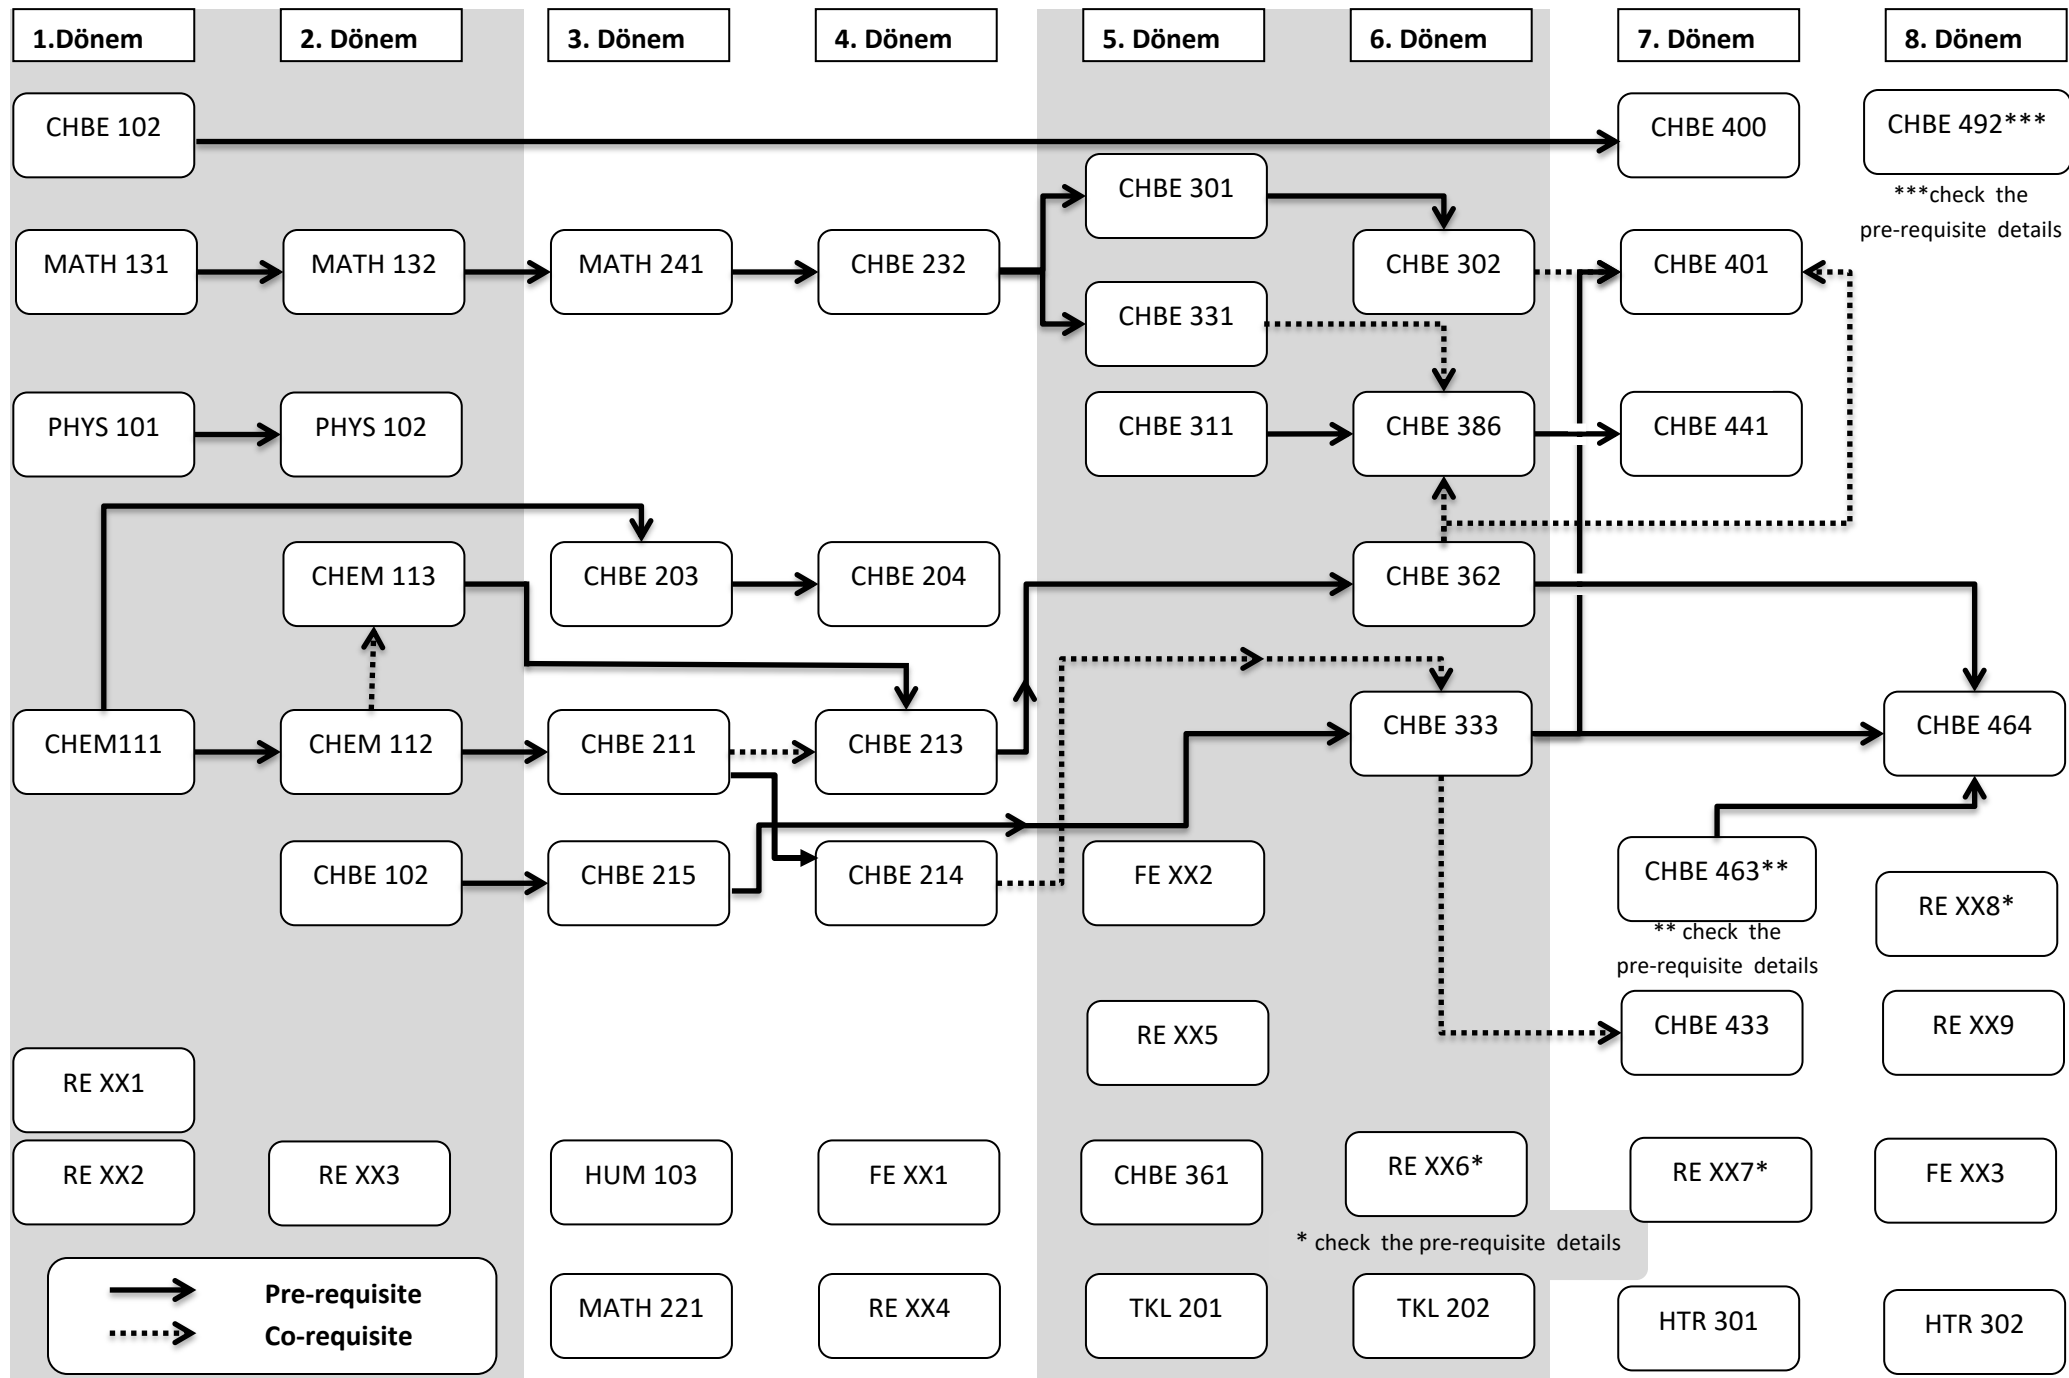 1.Dönem
2. Dönem
3. Dönem
4. Dönem
5. Dönem
6. Dönem
7. Dönem
8. Dönem
CHBE 102
CHBE 400
CHBE 492***
***check the
pre-requisite details
CHBE 301
MATH 131
MATH 132
MATH 241
CHBE 232
CHBE 302
CHBE 401
CHBE 331
PHYS 101
PHYS 102
CHBE 311
CHBE 386
CHBE 441
CHEM 113
CHBE 203
CHBE 204
CHBE 362
CHEM111
CHEM 112
CHBE 211
CHBE 213
CHBE 333
CHBE 464
CHBE 102
CHBE 215
CHBE 214
FE XX2
CHBE 463**
** check the
pre-requisite details
RE XX8*
RE XX5
CHBE 433
RE XX9
RE XX1
RE XX2
RE XX3
HUM 103
FE XX1
CHBE 361
RE XX6*
RE XX7*
FE XX3
* check the pre-requisite details
Pre-requisite
Co-requisite
MATH 221
RE XX4
TKL 201
TKL 202
HTR 301
HTR 302